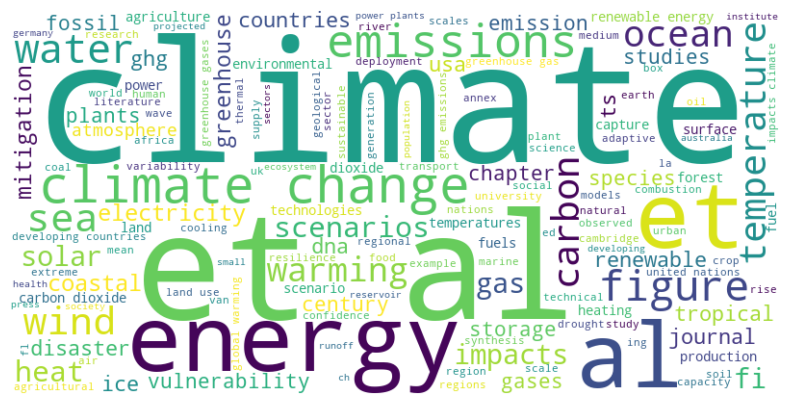 fossil agriculture projected countries power plants scales medium renewable energy institute
germany research river emission
water ghg greenhouse gases greenhouse environmental deployment emissions usa greenhouse gas ocean studies box temperature impacts climate
world human
power literature wave thermal
plants atmosphere africa
mitigation climate
supply sectors geological sector sustainable generation population ghg emissions annex
ts earth oil
capture surface
plant science adaptive australia
coal variability uk ecosystem dioxide transport la
climate change chapter carbon species forest
combustion fuel
social models
sea electricity technologies university et natural
nations observed urban
developing countries land cooling scenarios temperatures ed cambridge developing
solar mean dna regional fuels renewable crop
extreme resilience food example marine united nations rise
health coastal warming gas figure
carbon dioxide land use scenario reservoir technical
press society small van century confidence heating tropical
wind et al storage drought study
fi global warming energy al journal
disaster runoff synthesis ing
air impacts region production
heat ice vulnerability ch gases scale soil fi
agricultural regions capacity